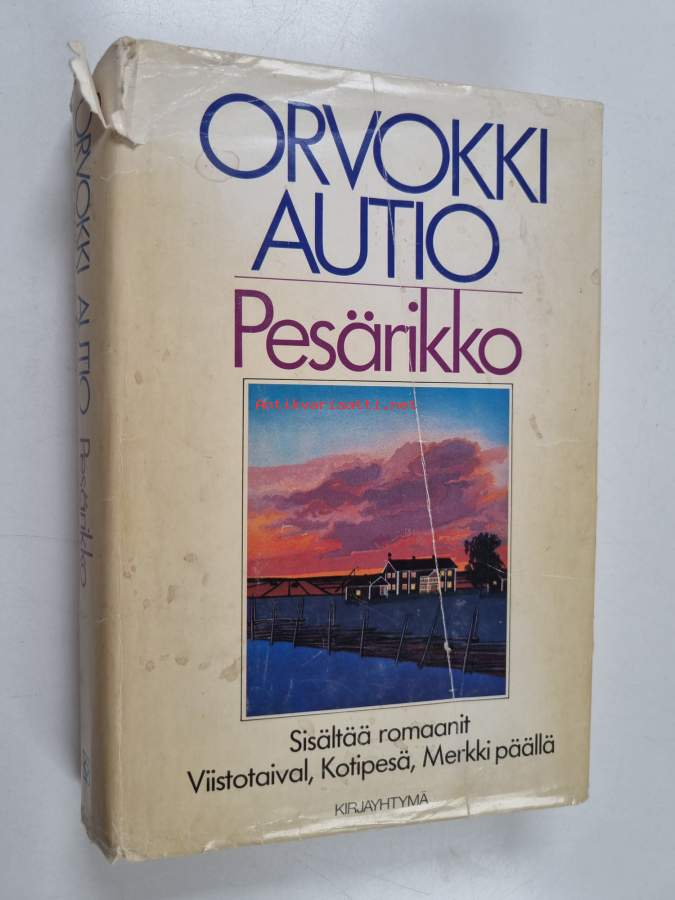 ORVOKKI
AUTIO
Pesärikko
Antikvariaatti.net
Sisältää romaanit
Viistotaival, Kotipesä, Merkki päällä
KIRJAYHTYMÄ
ORVOKKI AUTIO Pesärikko